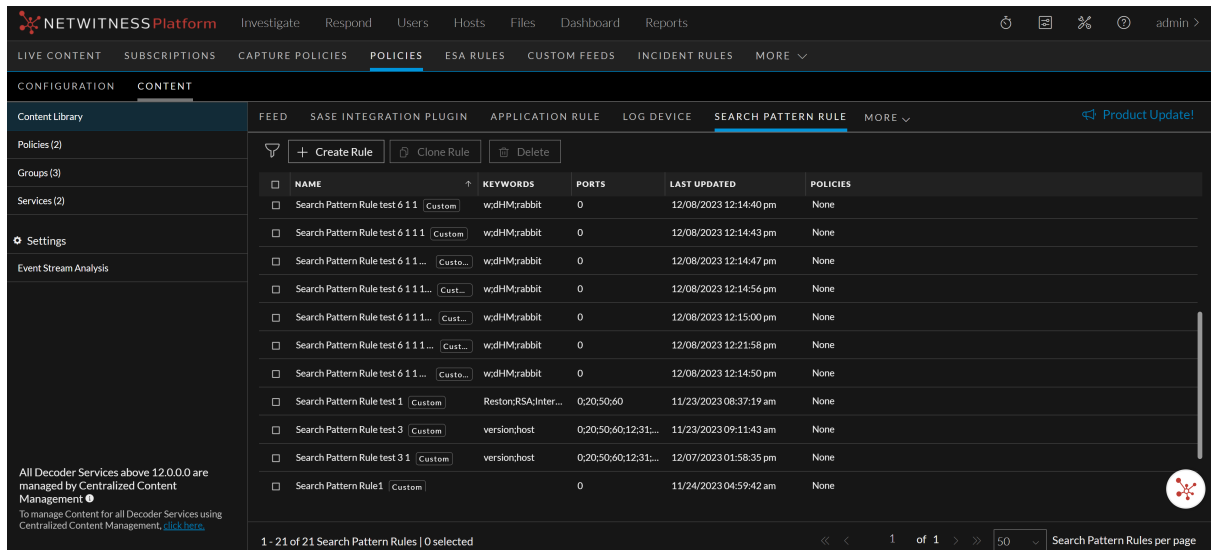 NETWITNESS Platform Investigate Respond Users Hosts Files Dashboard Reports admin >
LIVE CONTENT SUBSCRIPTIONS CAPTURE POLICIES POLICIES ESA RULES CUSTOM FEEDS INCIDENT RULES MORE
CONFIGURATION CONTENT
Content Library
Policies (2)
Groups (3)
Services (2)
Settings
Event Stream Analysis
All Decoder Services above 12.0.0.0 are
managed by Centralized Content
Management
To manage Content for all Decoder Services using
Centralized Content Management, click here.
FEED SASE INTEGRATION PLUGIN APPLICATION RULE LOG DEVICE SEARCH PATTERN RULE MORE Product Update!
+ Create Rule Clone Rule Delete
NAME ↑ KEYWORDS PORTS LAST UPDATED POLICIES
Search Pattern Rule test 6 1 1 Custom w;dHM;rabbit 0 12/08/2023 12:14:40 pm None
Search Pattern Rule test 6 1 1 1 Custom w;dHM;rabbit 0 12/08/2023 12:14:43 pm None
Search Pattern Rule test 6 1 1... Custo... w;dHM;rabbit 0 12/08/2023 12:14:47 pm None
Search Pattern Rule test 6 1 1 1... Cust... w;dHM;rabbit 0 12/08/2023 12:14:56 pm None
Search Pattern Rule test 6 1 1 1... Cust... w;dHM;rabbit 0 12/08/2023 12:15:00 pm None
Search Pattern Rule test 6 1 1 1 ... Cust... w;dHM;rabbit 0 12/08/2023 12:21:58 pm None
Search Pattern Rule test 6 1 1 ... Custo... w;dHM;rabbit 0 12/08/2023 12:14:50 pm None
Search Pattern Rule test 1 Custom Reston;RSA;Inter... 0;20;50;60 11/23/2023 08:37:19 am None
Search Pattern Rule test 3 Custom version;host 0;20;50;60;12;31;... 11/23/2023 09:11:43 am None
Search Pattern Rule test 3 1 Custom version;host 0;20;50;60;12;31;... 12/07/2023 01:58:35 pm None
Search Pattern Rule1 Custom 0 11/24/2023 04:59:42 am None
1 - 21 of 21 Search Pattern Rules | 0 selected << < 1 of 1 > >> 50 Search Pattern Rules per page